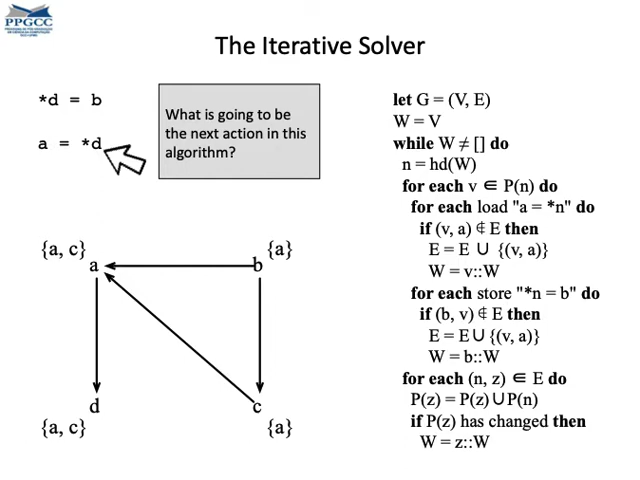 PPGCC
The Iterative Solver
*d = b
a = *d
What is going to be
the next action in this
algorithm?
{a, c}
a
b
{a}
d
{a, c}
c
{a}
let G = (V, E)
W = V
while W ≠ [] do
n = hd(W)
for each v ∈ P(n) do
for each load "a = *n" do
if (v, a) ∉ E then
E = E ∪ {(v, a)}
W = v::W
for each store "*n = b" do
if (b, v) ∉ E then
E = E ∪ {(v, a)}
W = b::W
for each (n, z) ∈ E do
P(z) = P(z) ∪ P(n)
if P(z) has changed then
W = z::W